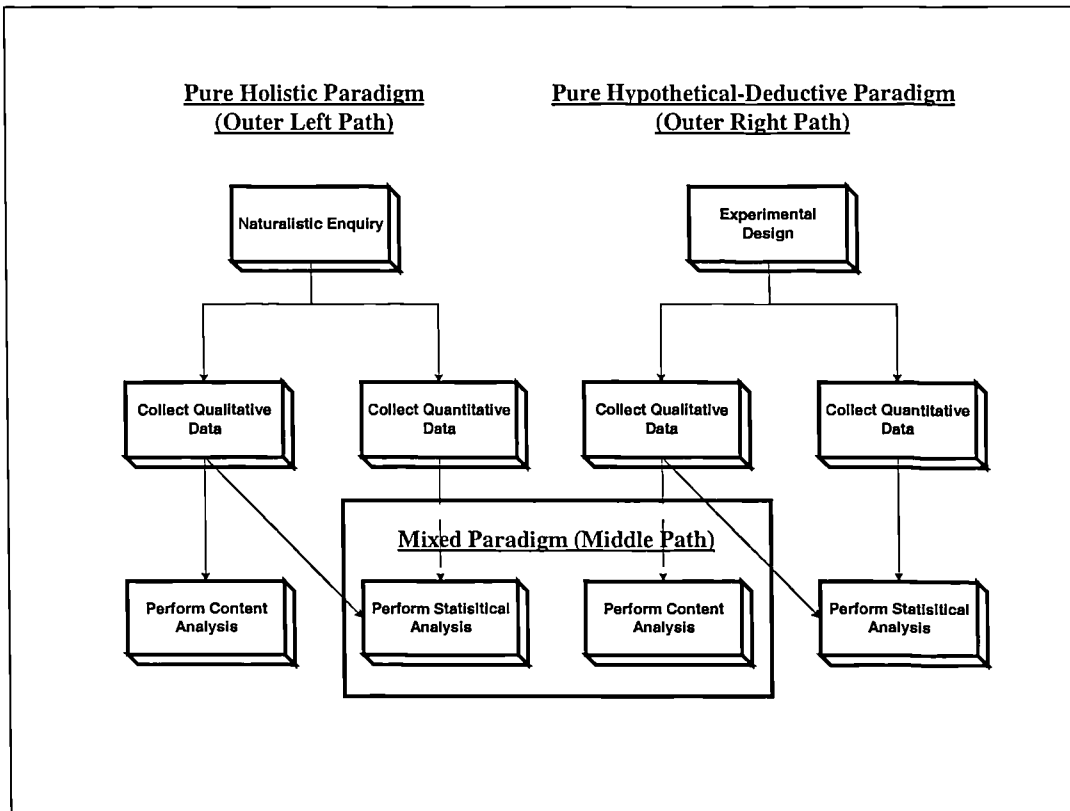 Pure Holistic Paradigm
(Outer Left Path)
Pure Hypothetical-Deductive Paradigm
(Outer Right Path)
Naturalistic Enquiry
Experimental
Design
Collect Qualitative
Data
Collect Quantitative
Data
Collect Qualitative
Data
Collect Quantitative
Data
Mixed Paradigm (Middle Path)
Perform Content
Analysis
Perform Statisitical
Analysis
Perform Content
Analysis
Perform Statisitical
Analysis